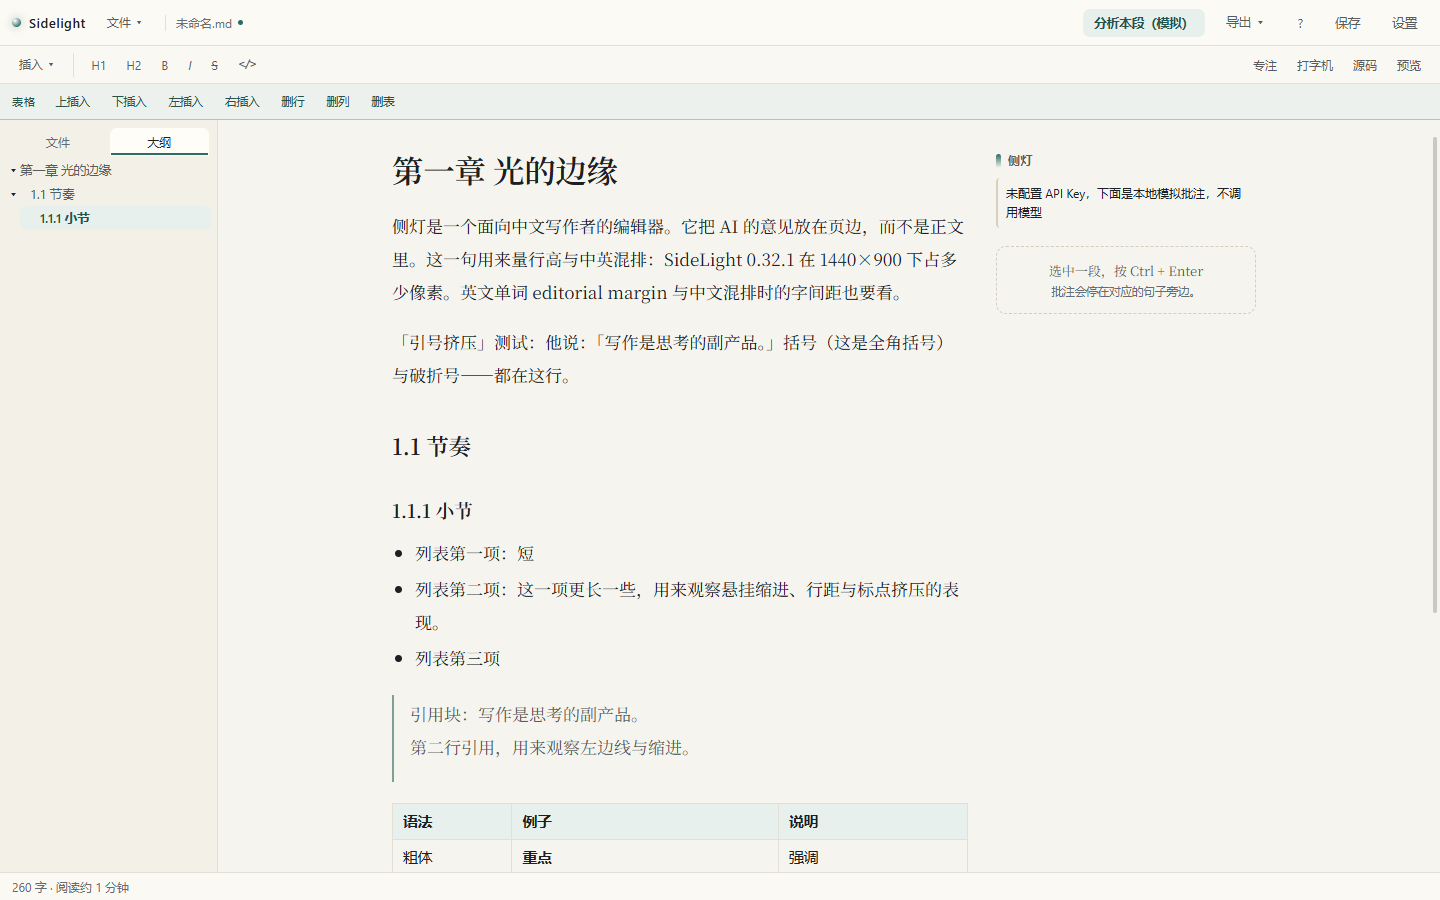 Sidelight 文件 未命名.md 分析本段（模拟） 导出 ? 保存 设置
插入 H1 H2 B I S </> 专注 打字机 源码 预览
表格 上插入 下插入 左插入 右插入 删行 删列 删表
文件 大纲
第一章 光的边缘
1.1 节奏
1.1.1 小节
第一章 光的边缘
侧灯是一个面向中文写作者的编辑器。它把 AI 的意见放在页边，而不是正文
里。这一句用来量行高与中英混排：SideLight 0.32.1 在 1440×900 下占多
少像素。英文单词 editorial margin 与中文混排时的字间距也要看。
「引号挤压」测试：他说：「写作是思考的副产品。」括号（这是全角括号）
与破折号——都在这行。
1.1 节奏
1.1.1 小节
列表第一项：短
列表第二项：这一项更长一些，用来观察悬挂缩进、行距与标点挤压的表
现。
列表第三项
引用块：写作是思考的副产品。
第二行引用，用来观察左边线与缩进。
语法 例子 说明
粗体 重点 强调
侧灯
未配置 API Key，下面是本地模拟批注，不调
用模型
选中一段，按 Ctrl + Enter
批注会停在对应的句子旁边。
260 字 · 阅读约 1 分钟